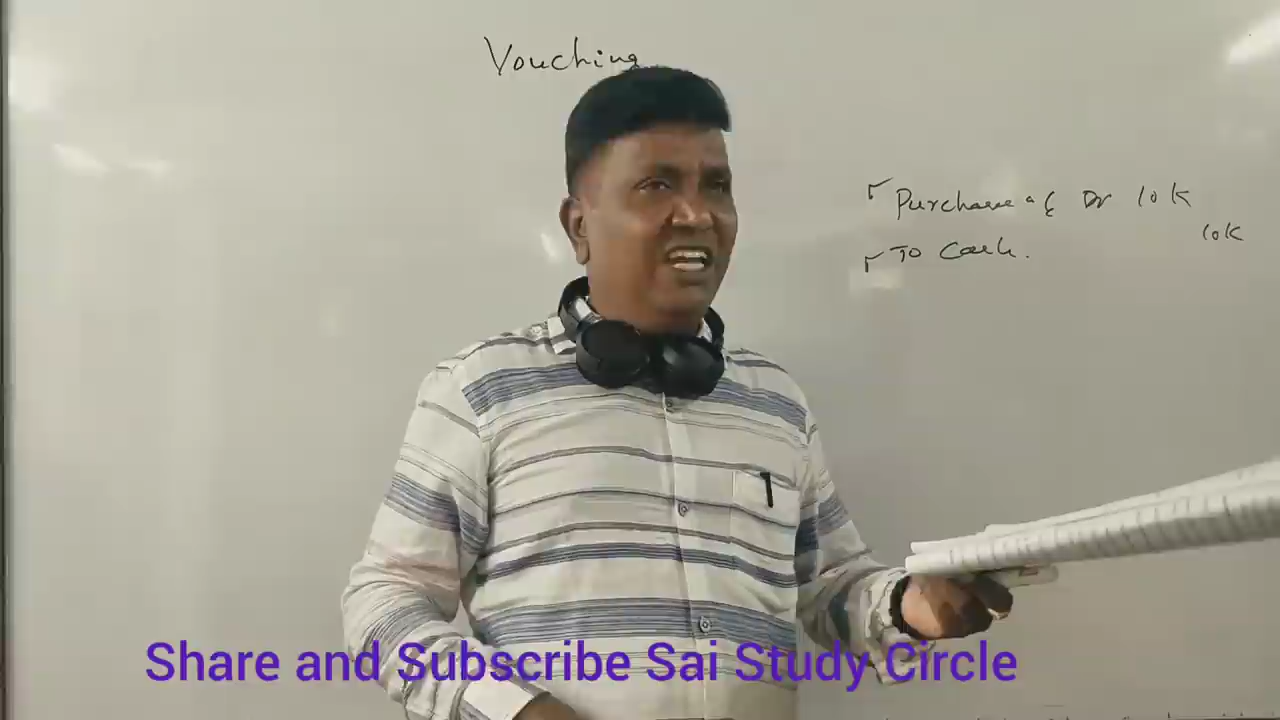 Vouching
Purchase a/c Dr 10K
10K
To Cash.
Share and Subscribe Sai Study Circle